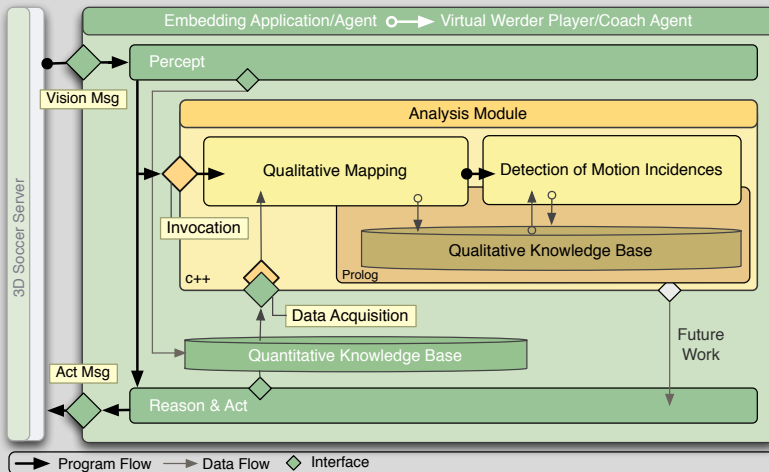 Embedding Application/Agent Virtual Werder Player/Coach Agent
Percept
Vision Msg
Analysis Module
Qualitative Mapping
Detection of Motion Incidences
Invocation
Qualitative Knowledge Base
Prolog
C++
3D Soccer Server
Data Acquisition
Future
Work
Quantitative Knowledge Base
Act Msg
Reason & Act
Program Flow Data Flow Interface